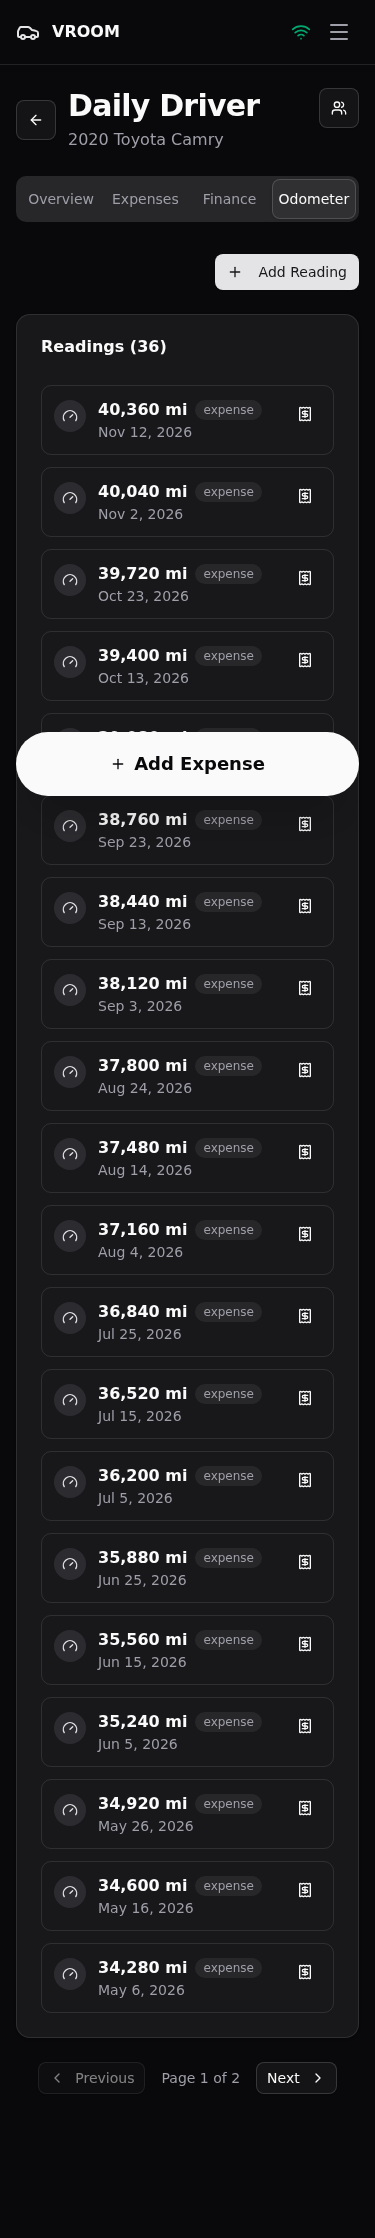 VROOM
Daily Driver
2020 Toyota Camry
Overview Expenses Finance Odometer
+ Add Reading
Readings (36)
40,360 mi expense
Nov 12, 2026
40,040 mi expense
Nov 2, 2026
39,720 mi expense
Oct 23, 2026
39,400 mi expense
Oct 13, 2026
+ Add Expense
38,760 mi expense
Sep 23, 2026
38,440 mi expense
Sep 13, 2026
38,120 mi expense
Sep 3, 2026
37,800 mi expense
Aug 24, 2026
37,480 mi expense
Aug 14, 2026
37,160 mi expense
Aug 4, 2026
36,840 mi expense
Jul 25, 2026
36,520 mi expense
Jul 15, 2026
36,200 mi expense
Jul 5, 2026
35,880 mi expense
Jun 25, 2026
35,560 mi expense
Jun 15, 2026
35,240 mi expense
Jun 5, 2026
34,920 mi expense
May 26, 2026
34,600 mi expense
May 16, 2026
34,280 mi expense
May 6, 2026
Previous Page 1 of 2 Next